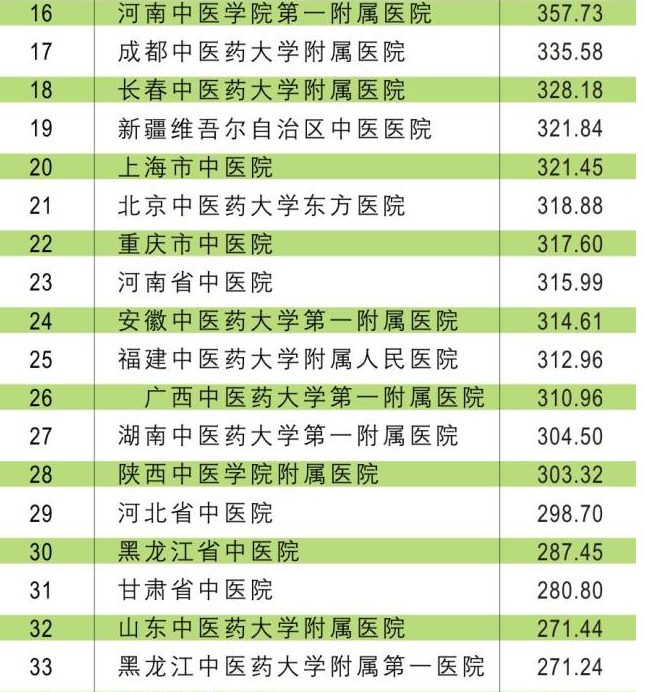 16 河南中医学院第一附属医院 357.73
17 成都中医药大学附属医院 335.58
18 长春中医药大学附属医院 328.18
19 新疆维吾尔自治区中医医院 321.84
20 上海市中医院 321.45
21 北京中医药大学东方医院 318.88
22 重庆市中医院 317.60
23 河南省中医院 315.99
24 安徽中医药大学第一附属医院 314.61
25 福建中医药大学附属人民医院 312.96
26 广西中医药大学第一附属医院 310.96
27 湖南中医药大学第一附属医院 304.50
28 陕西中医学院附属医院 303.32
29 河北省中医院 298.70
30 黑龙江省中医院 287.45
31 甘肃省中医院 280.80
32 山东中医药大学附属医院 271.44
33 黑龙江中医药大学附属第一医院 271.24